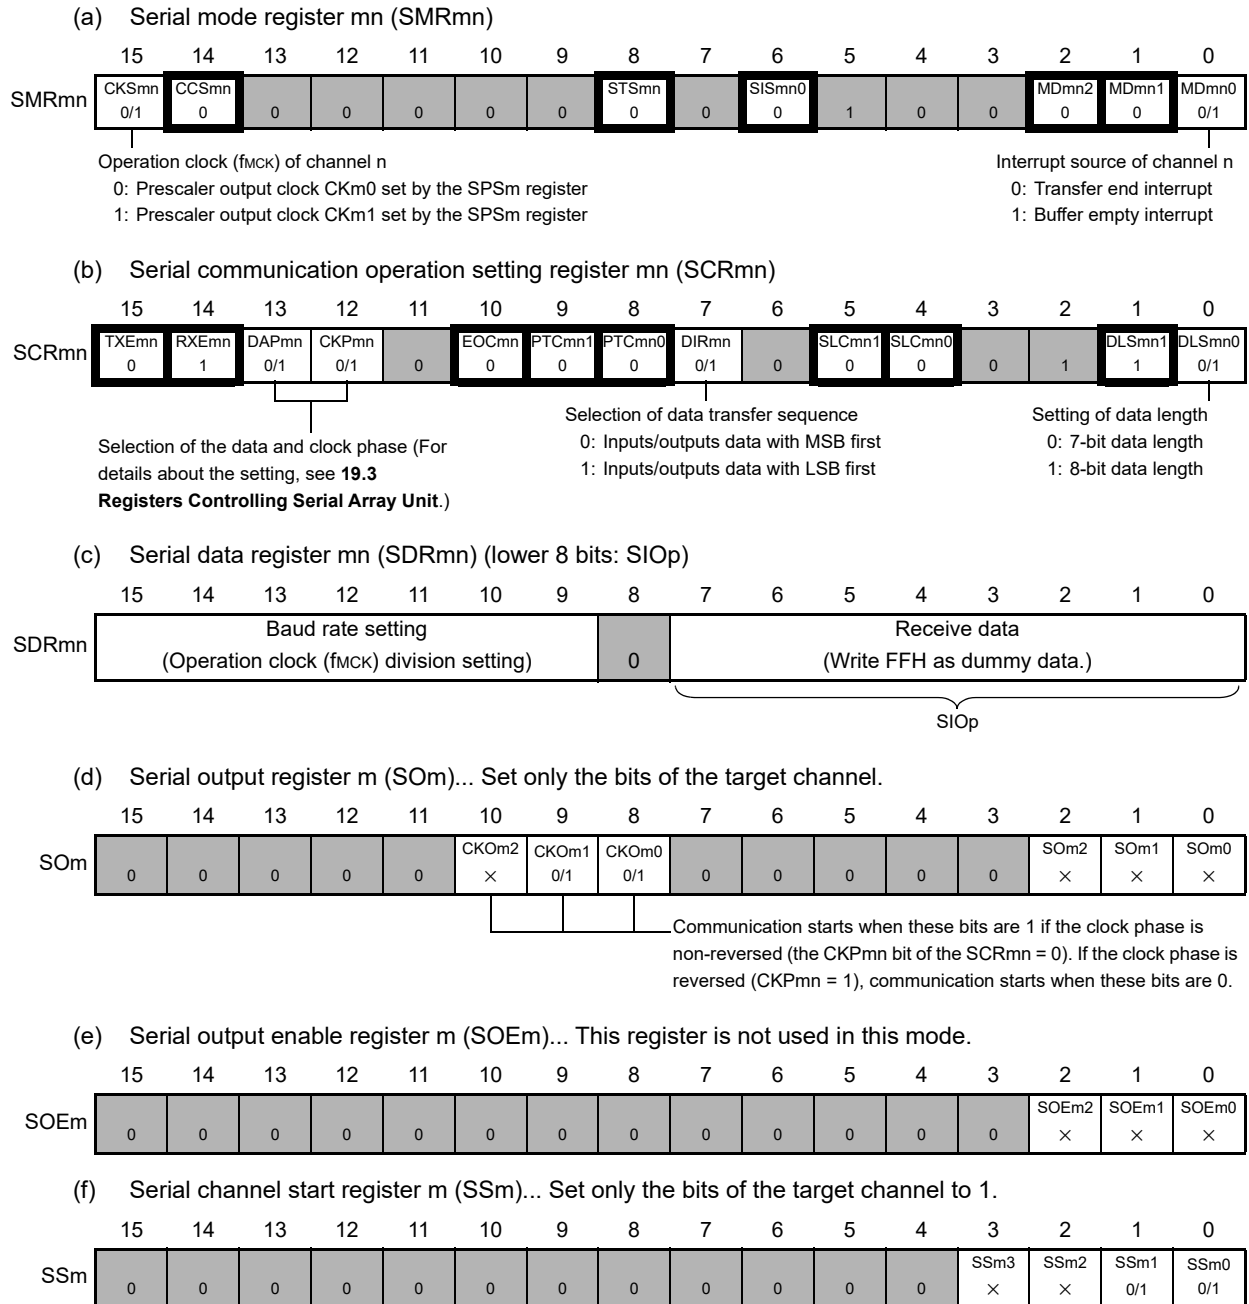 (a) Serial mode register mn (SMRmn)
15 14 13 12 11 10 9 8 7 6 5 4 3 2 1 0
SMRmn
CKSmn CCSmn STSmn SISmn0 MDmn2 MDmn1 MDmn0
0/1 0 0 0 0 0 0 0 0 0 1 0 0 0 0 0/1
Operation clock (fMCK) of channel n
0: Prescaler output clock CKm0 set by the SPSm register
1: Prescaler output clock CKm1 set by the SPSm register
Interrupt source of channel n
0: Transfer end interrupt
1: Buffer empty interrupt
(b) Serial communication operation setting register mn (SCRmn)
15 14 13 12 11 10 9 8 7 6 5 4 3 2 1 0
SCRmn
TXEmn RXEmn DAPmn CKPmn EOCmn PTCmn1 PTCmn0 DIRmn SLCmn1 SLCmn0 DLSmn1 DLSmn0
0 1 0/1 0/1 0 0 0 0 0/1 0 0 0 0 1 1 0/1
Selection of the data and clock phase (For
details about the setting, see 19.3
Registers Controlling Serial Array Unit.)
Selection of data transfer sequence
0: Inputs/outputs data with MSB first
1: Inputs/outputs data with LSB first
Setting of data length
0: 7-bit data length
1: 8-bit data length
(c) Serial data register mn (SDRmn) (lower 8 bits: SIOp)
15 14 13 12 11 10 9 8 7 6 5 4 3 2 1 0
SDRmn
Baud rate setting
(Operation clock (fMCK) division setting)
0
Receive data
(Write FFH as dummy data.)
SIOp
(d) Serial output register m (SOm)... Set only the bits of the target channel.
15 14 13 12 11 10 9 8 7 6 5 4 3 2 1 0
SOm
CKOm2 CKOm1 CKOm0 SOm2 SOm1 SOm0
0 0 0 0 0 × 0/1 0/1 0 0 0 0 0 × × ×
Communication starts when these bits are 1 if the clock phase is
non-reversed (the CKPmn bit of the SCRmn = 0). If the clock phase is
reversed (CKPmn = 1), communication starts when these bits are 0.
(e) Serial output enable register m (SOEm)... This register is not used in this mode.
15 14 13 12 11 10 9 8 7 6 5 4 3 2 1 0
SOEm
SOEm2 SOEm1 SOEm0
0 0 0 0 0 0 0 0 0 0 0 0 0 × × ×
(f) Serial channel start register m (SSm)... Set only the bits of the target channel to 1.
15 14 13 12 11 10 9 8 7 6 5 4 3 2 1 0
SSm
SSm3 SSm2 SSm1 SSm0
0 0 0 0 0 0 0 0 0 0 0 0 × × 0/1 0/1